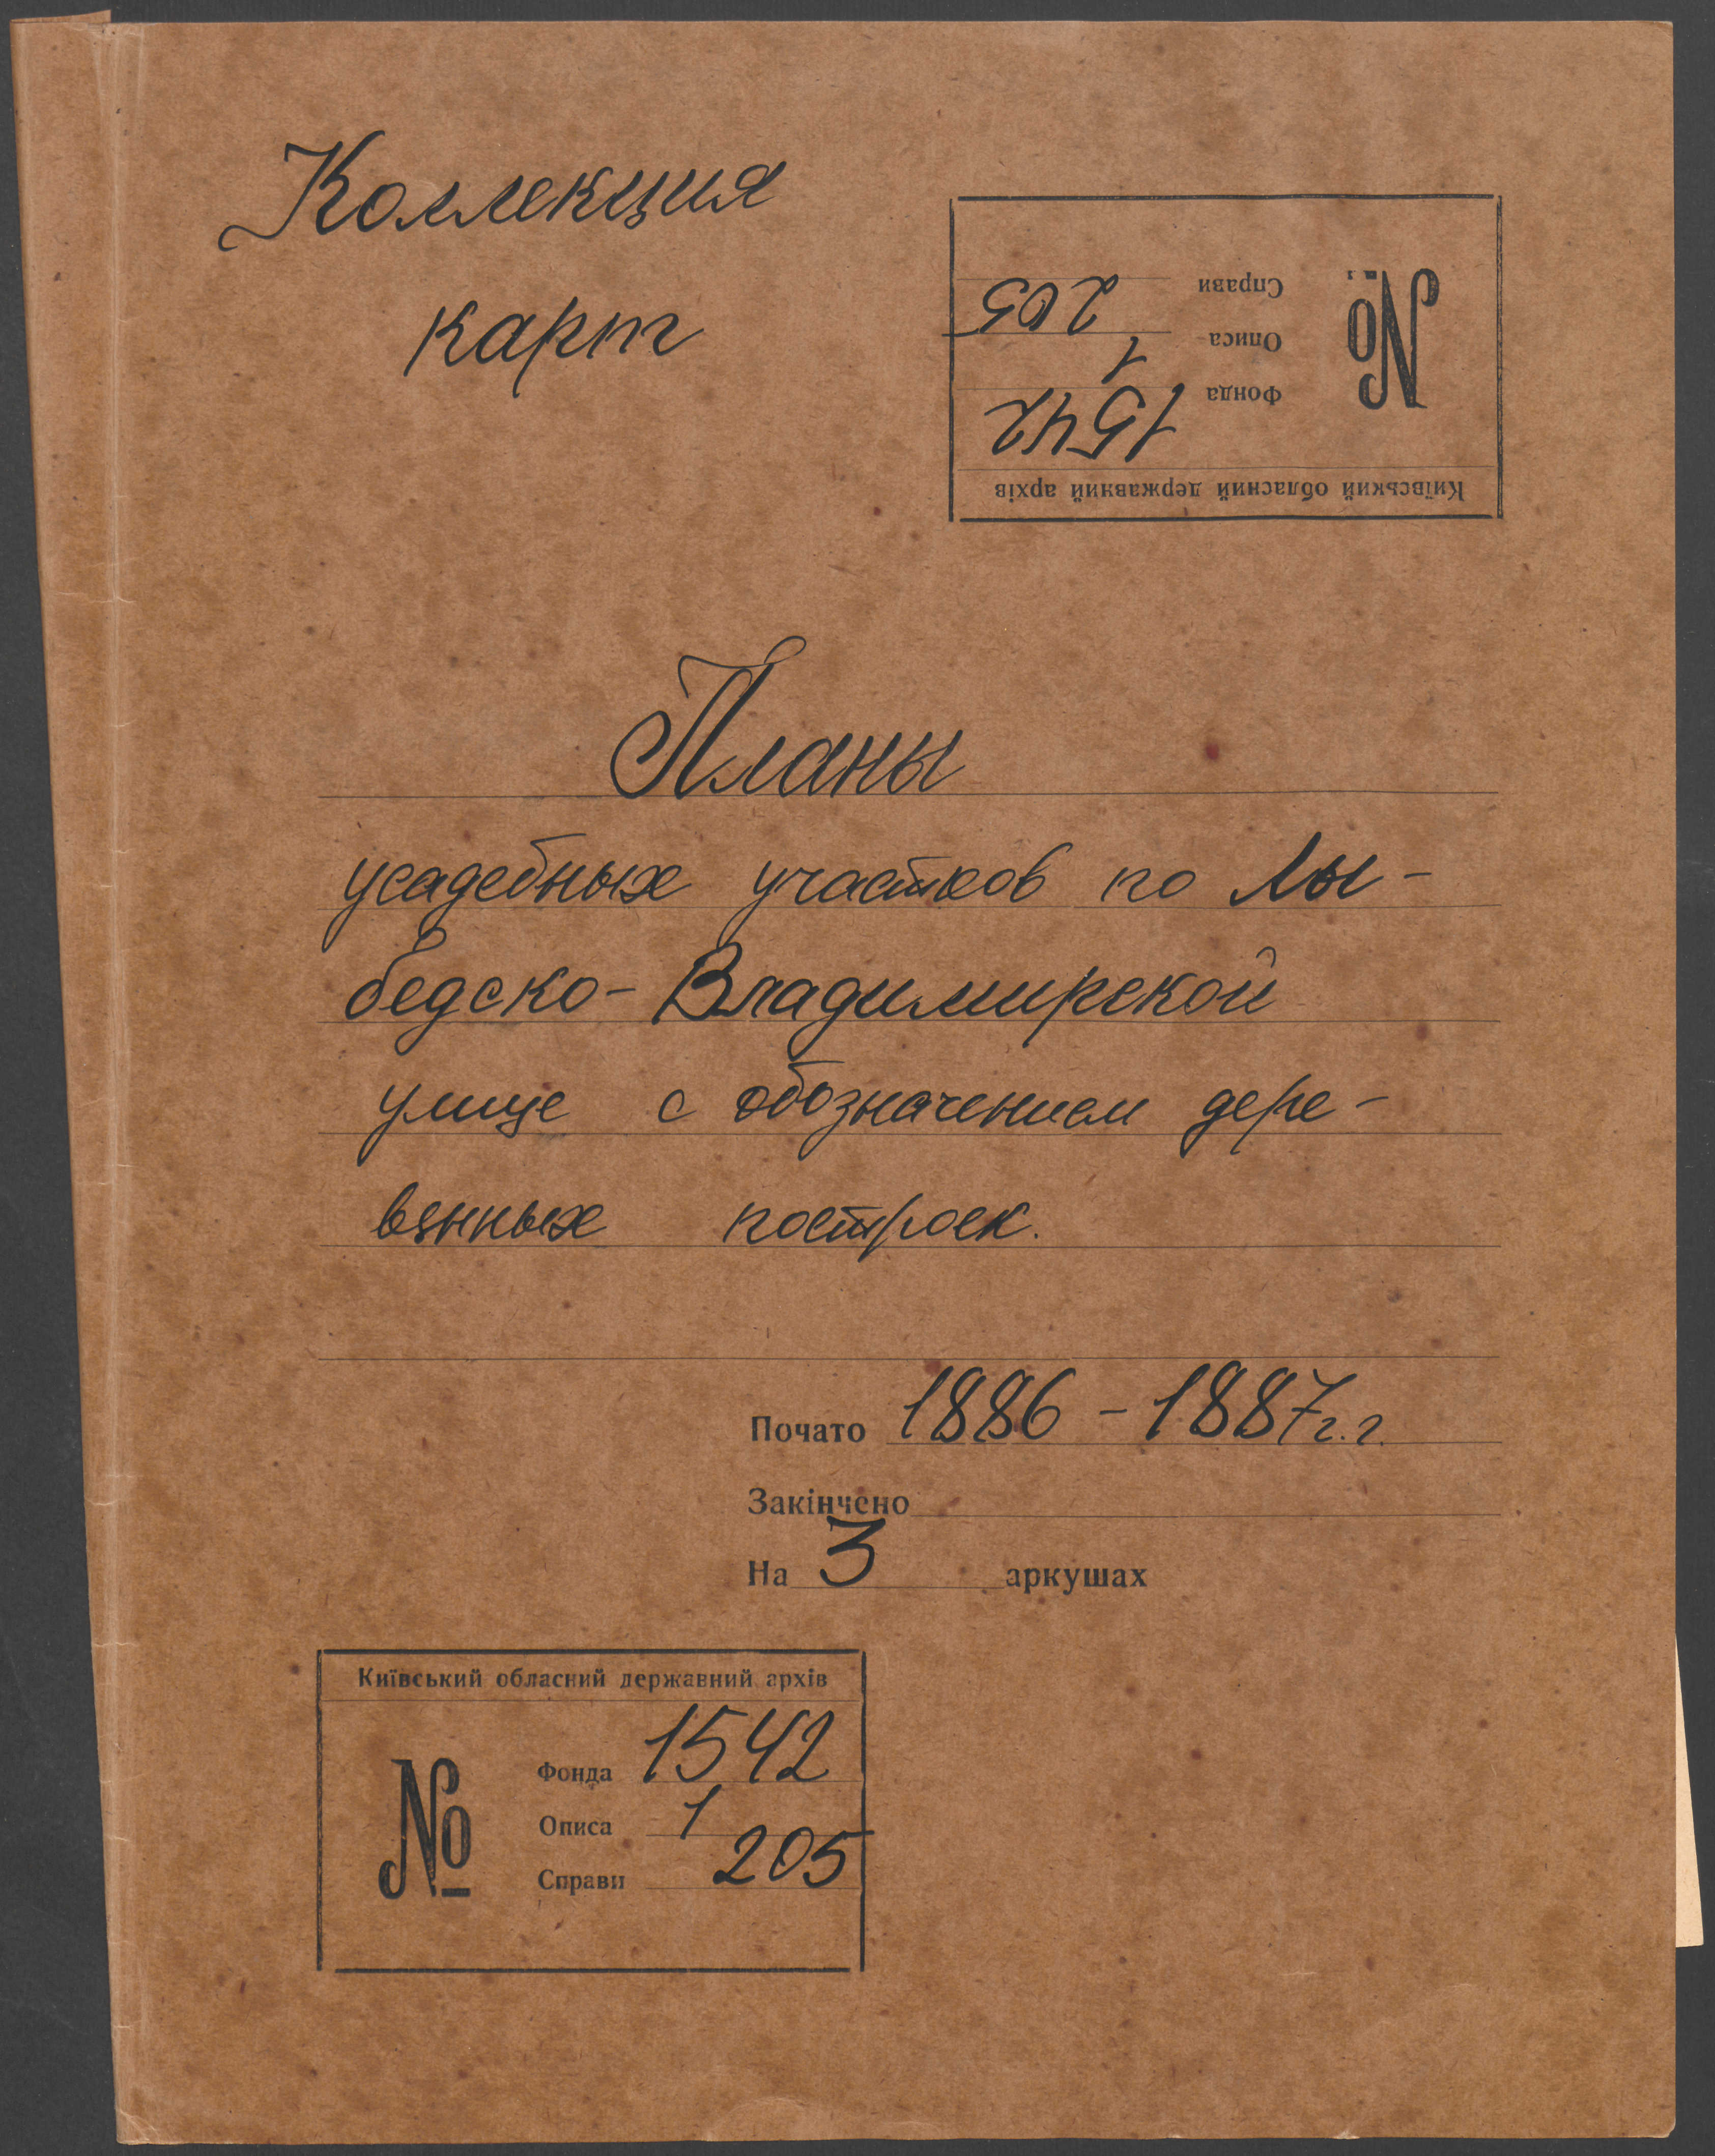 Коллекция
карт
Київський обласний державний архів
№
Фонда 1542
Описа 1
Справи 205
Планы
усадебных участков по Лы-
бедско-Владимирской
улице с обозначением дере-
вянных построек.
Почато 1886-1887г.г.
Закінчено
На 3 аркушах
Київський обласний державний архів
№
Фонда 1542
Описа 1
Справи 205